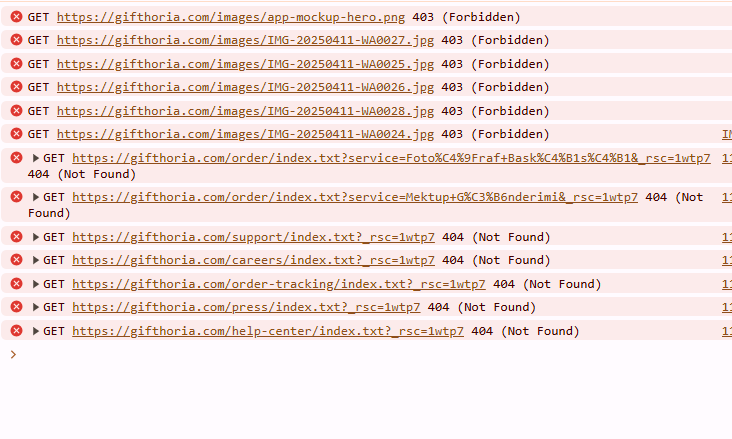 GET https://gifthoria.com/images/app-mockup-hero.png 403 (Forbidden)
GET https://gifthoria.com/images/IMG-20250411-WA0027.jpg 403 (Forbidden)
GET https://gifthoria.com/images/IMG-20250411-WA0025.jpg 403 (Forbidden)
GET https://gifthoria.com/images/IMG-20250411-WA0026.jpg 403 (Forbidden)
GET https://gifthoria.com/images/IMG-20250411-WA0028.jpg 403 (Forbidden)
GET https://gifthoria.com/images/IMG-20250411-WA0024.jpg 403 (Forbidden) IM
GET https://gifthoria.com/order/index.txt?service=Foto%C4%9Fraf+Bask%C4%B1s%C4%B1&_rsc=1wtp7 11
404 (Not Found)
GET https://gifthoria.com/order/index.txt?service=Mektup+G%C3%B6nderimi&_rsc=1wtp7 404 (Not 11
Found)
GET https://gifthoria.com/support/index.txt?_rsc=1wtp7 404 (Not Found) 11
GET https://gifthoria.com/careers/index.txt?_rsc=1wtp7 404 (Not Found) 11
GET https://gifthoria.com/order-tracking/index.txt?_rsc=1wtp7 404 (Not Found) 11
GET https://gifthoria.com/press/index.txt?_rsc=1wtp7 404 (Not Found) 11
GET https://gifthoria.com/help-center/index.txt?_rsc=1wtp7 404 (Not Found) 11